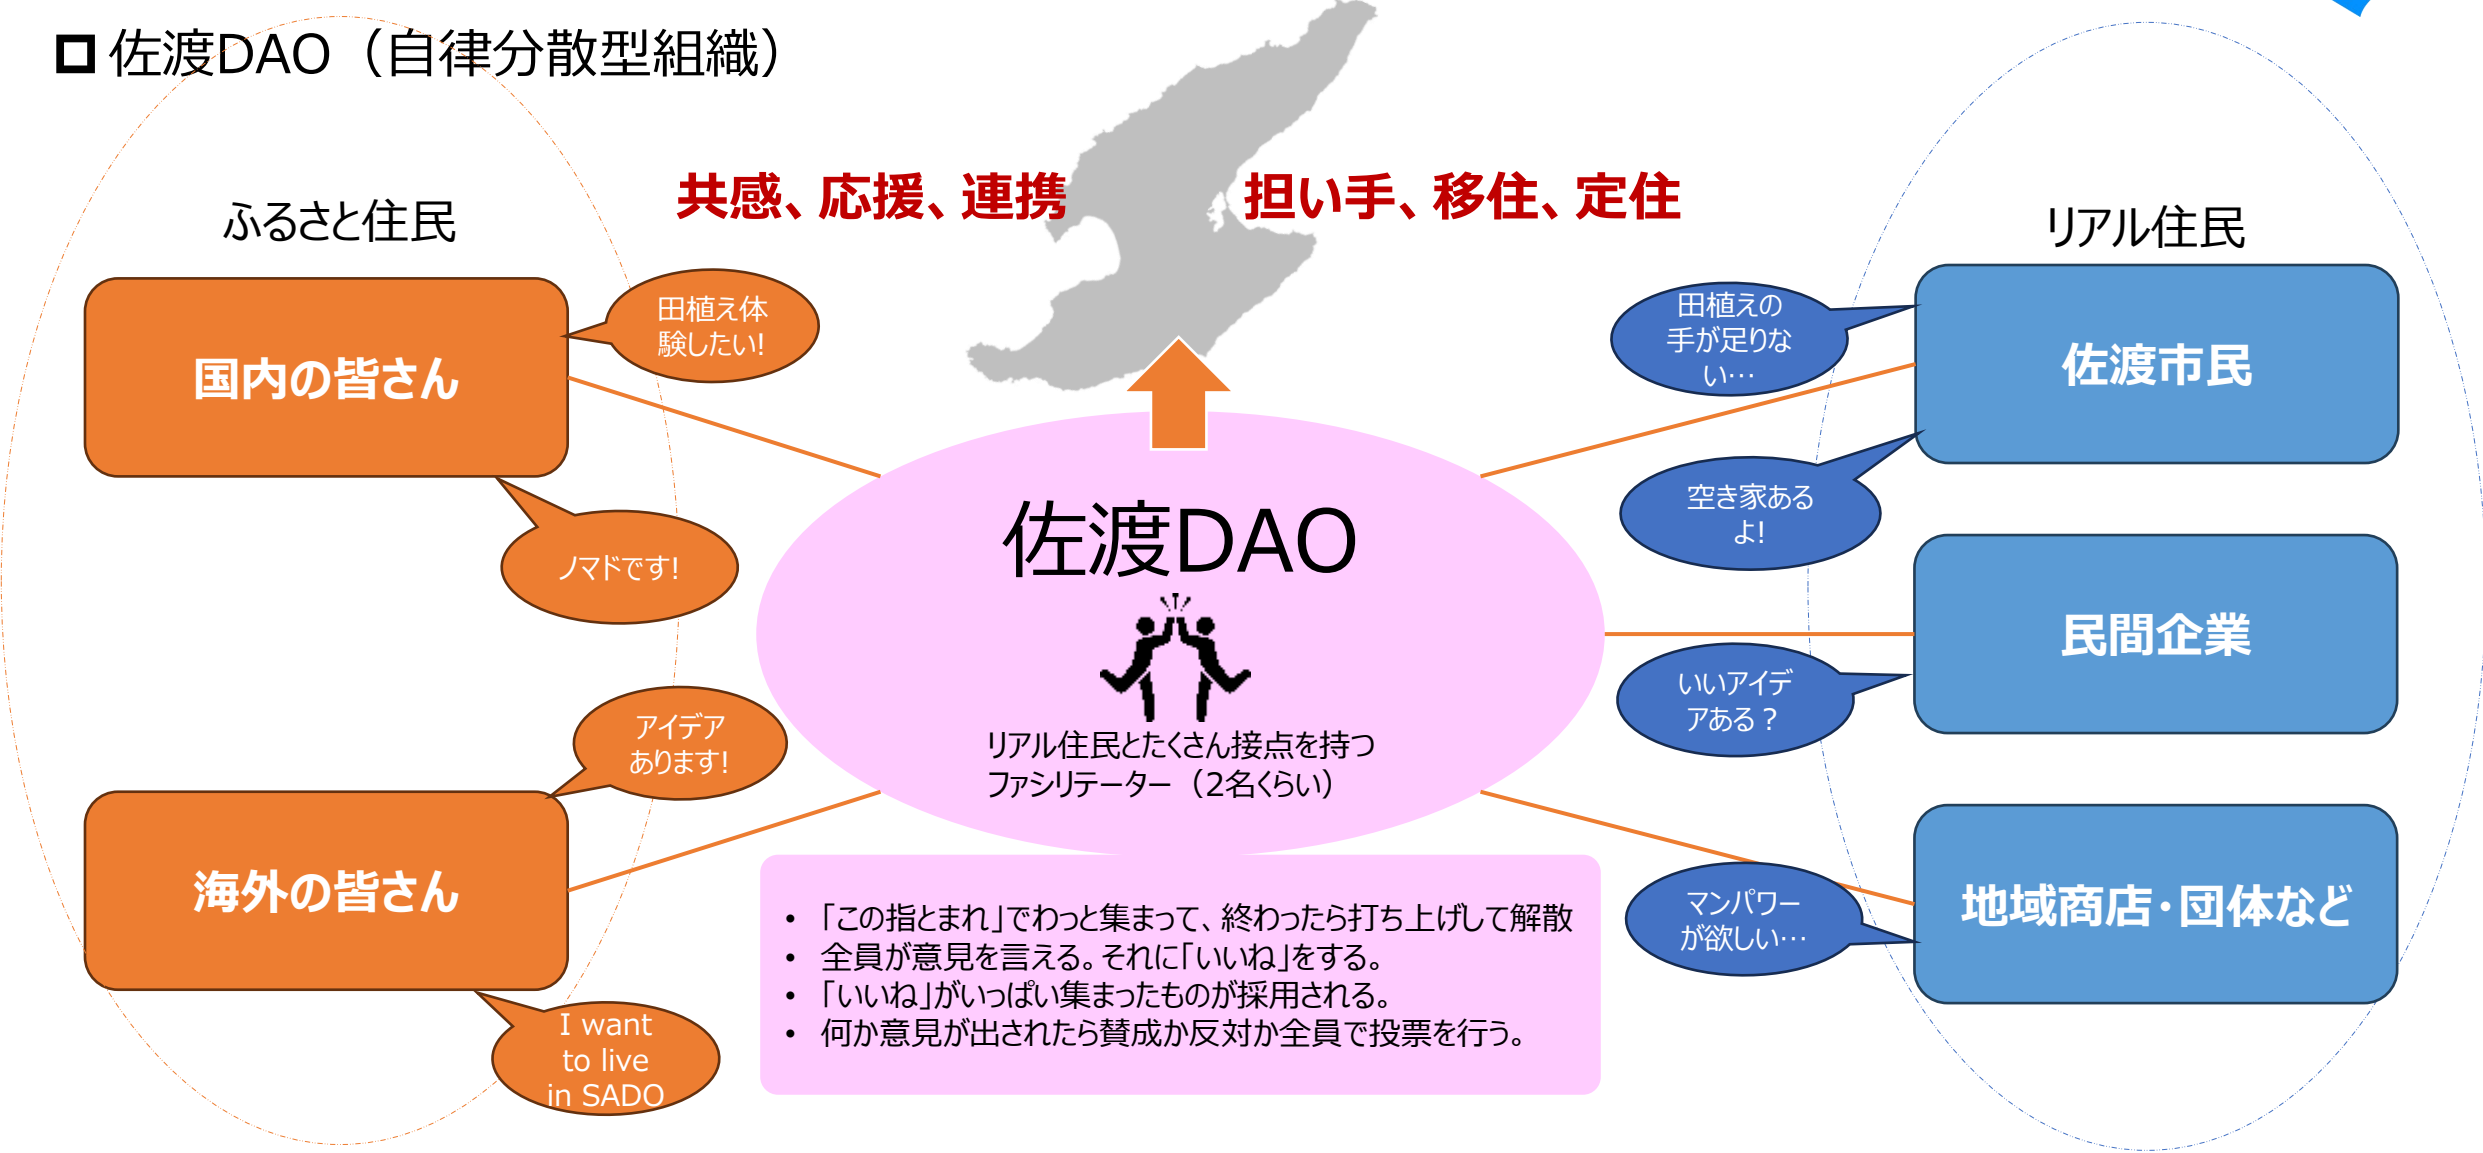 佐渡DAO（自律分散型組織）
共感、応援、連携
担い手、移住、定住
ふるさと住民
国内の皆さん
田植え体
験したい!
ノマドです!
アイデア
あります!
海外の皆さん
I want
to live
in SADO
佐渡DAO
リアル住民とたくさん接点を持つ
ファシリテーター（2名くらい）
• 「この指とまれ」でわっと集まって、終わったら打ち上げして解散
• 全員が意見を言える。それに「いいね」をする。
• 「いいね」がいっぱい集まったものが採用される。
• 何か意見が出されたら賛成か反対か全員で投票を行う。
リアル住民
田植えの
手が足りな
い…
佐渡市民
空き家ある
よ!
民間企業
いいアイデ
アある？
地域商店・団体など
マンパワー
が欲しい…